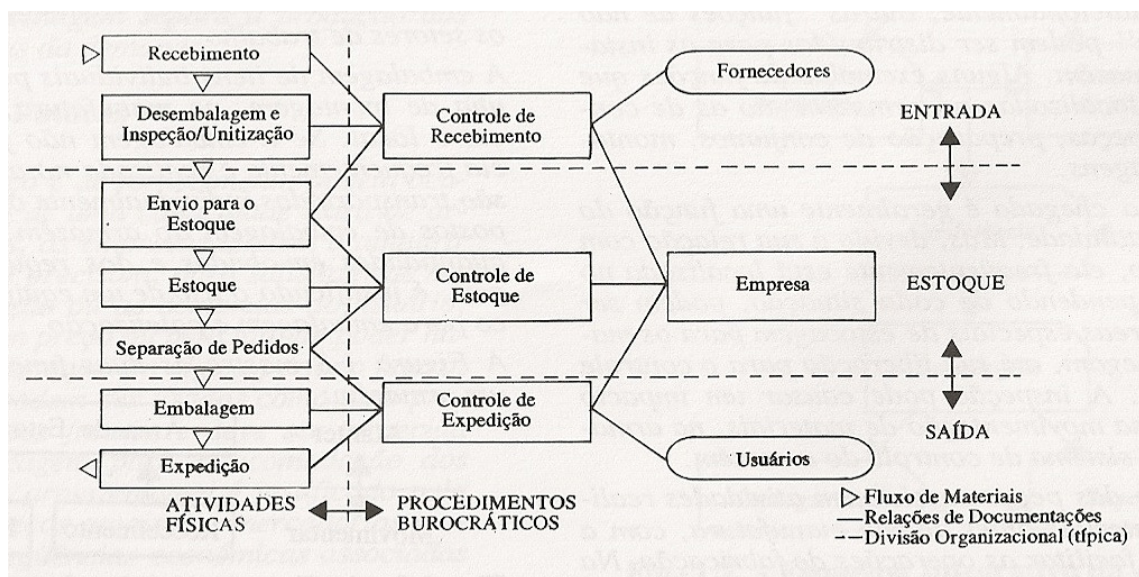 Recebimento
Desembalagem e
Inspeção/Unitização
Envio para o
Estoque
Estoque
Separação de Pedidos
Embalagem
Expedição
Controle de
Recebimento
Controle de
Estoque
Controle de
Expedição
Fornecedores
Empresa
Usuários
ENTRADA
ESTOQUE
SAÍDA
ATIVIDADES
FÍSICAS
PROCEDIMENTOS
BUROCRÁTICOS
Fluxo de Materiais
Relações de Documentações
Divisão Organizacional (típica)